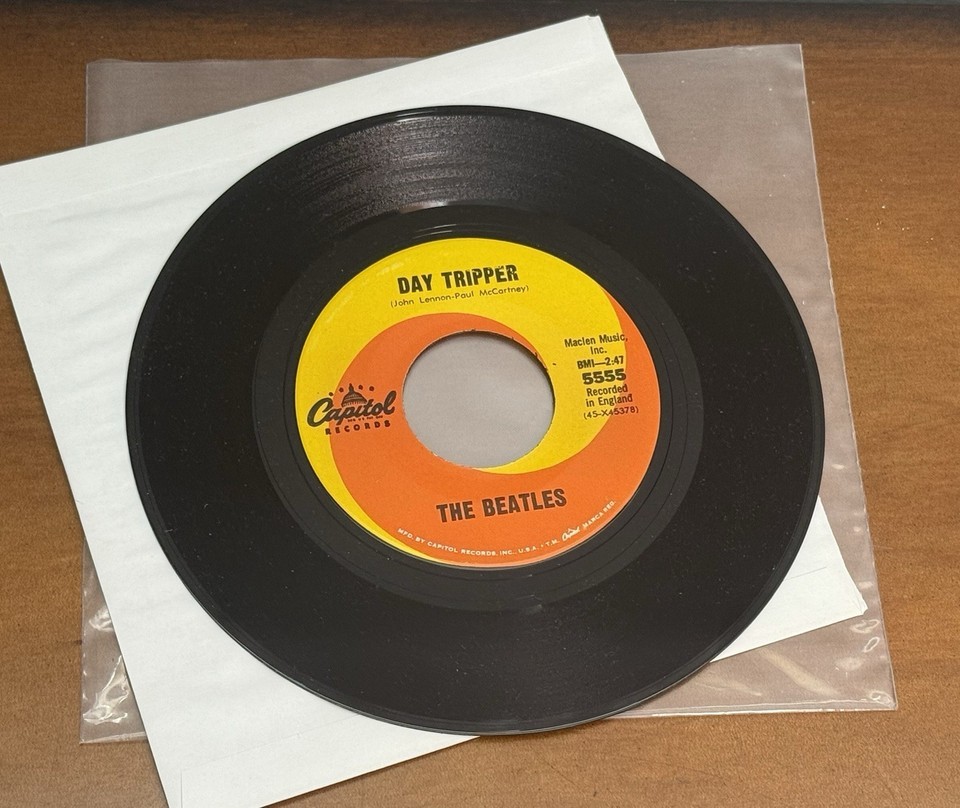 DAY TRIPPER
(John Lennon-Paul McCartney)
Maclen Music,
Inc.
BMI—2:47
5555
Recorded
in England
(45-X45378)
Capitol
RECORDS
THE BEATLES
MFD. BY CAPITOL RECORDS, INC., U.S.A. • T.M. Capitol MARCA REG.